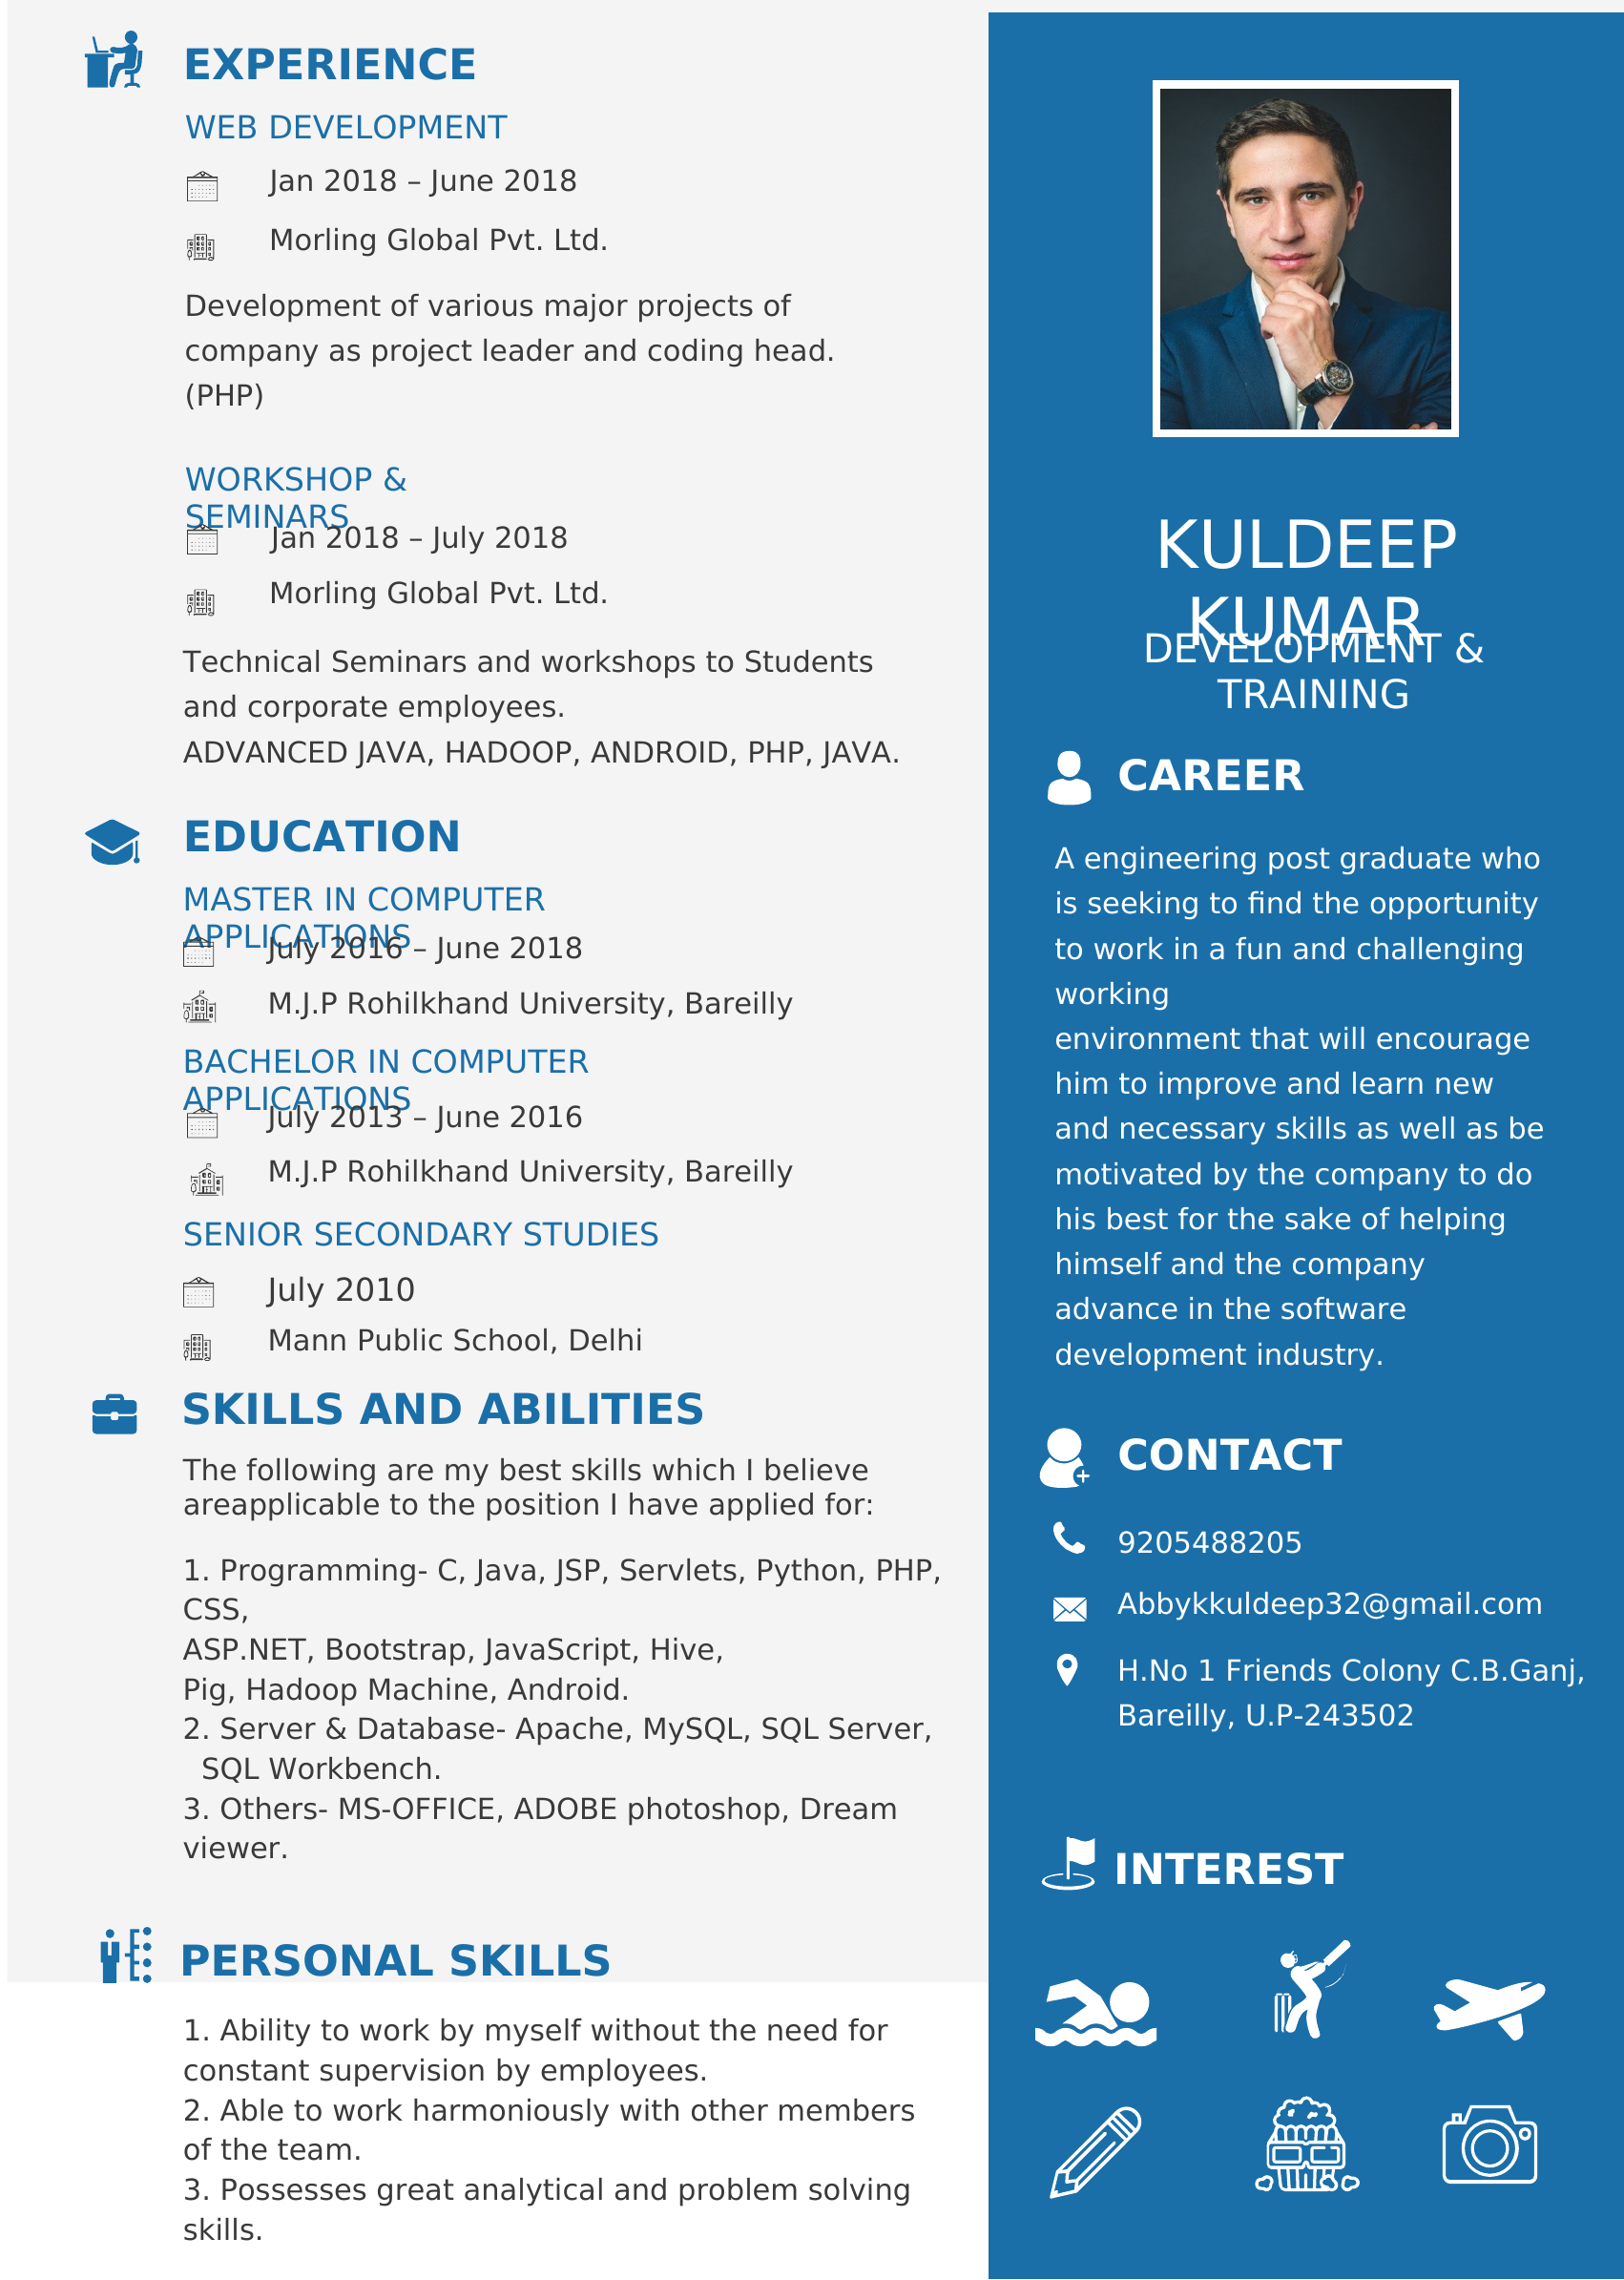 EXPERIENCE
WEB DEVELOPMENT
Jan 2018 – June 2018
Morling Global Pvt. Ltd.
Development of various major projects of
company as project leader and coding head.
(PHP)
WORKSHOP &
SEMINARS
Jan 2018 – July 2018
Morling Global Pvt. Ltd.
Technical Seminars and workshops to Students
and corporate employees.
ADVANCED JAVA, HADOOP, ANDROID, PHP, JAVA.
EDUCATION
MASTER IN COMPUTER
APPLICATIONS
July 2016 – June 2018
M.J.P Rohilkhand University, Bareilly
BACHELOR IN COMPUTER
APPLICATIONS
July 2013 – June 2016
M.J.P Rohilkhand University, Bareilly
SENIOR SECONDARY STUDIES
July 2010
Mann Public School, Delhi
SKILLS AND ABILITIES
The following are my best skills which I believe
areapplicable to the position I have applied for:
1. Programming- C, Java, JSP, Servlets, Python, PHP,
CSS,
ASP.NET, Bootstrap, JavaScript, Hive,
Pig, Hadoop Machine, Android.
2. Server & Database- Apache, MySQL, SQL Server,
SQL Workbench.
3. Others- MS-OFFICE, ADOBE photoshop, Dream
viewer.
PERSONAL SKILLS
1. Ability to work by myself without the need for
constant supervision by employees.
2. Able to work harmoniously with other members
of the team.
3. Possesses great analytical and problem solving
skills.
KULDEEP
KUMAR
DEVELOPMENT &
TRAINING
CAREER
A engineering post graduate who
is seeking to find the opportunity
to work in a fun and challenging
working
environment that will encourage
him to improve and learn new
and necessary skills as well as be
motivated by the company to do
his best for the sake of helping
himself and the company
advance in the software
development industry.
CONTACT
9205488205
Abbykkuldeep32@gmail.com
H.No 1 Friends Colony C.B.Ganj,
Bareilly, U.P-243502
INTEREST